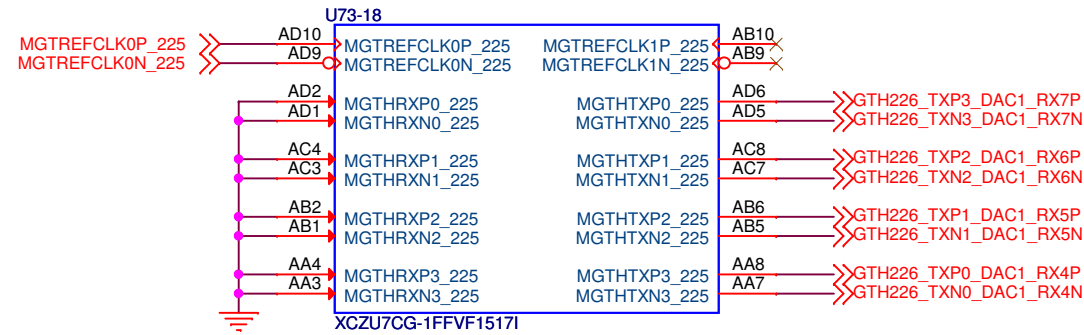 U73-18
MGTREFCLK0P_225 AD10 MGTREFCLK0P_225 MGTREFCLK1P_225 AB10
MGTREFCLK0N_225 AD9 MGTREFCLK0N_225 MGTREFCLK1N_225 AB9
AD2 MGTHRXP0_225 MGTHTXP0_225 AD6 GTH226_TXP3_DAC1_RX7P
AD1 MGTHRXN0_225 MGTHTXN0_225 AD5 GTH226_TXN3_DAC1_RX7N
AC4 MGTHRXP1_225 MGTHTXP1_225 AC8 GTH226_TXP2_DAC1_RX6P
AC3 MGTHRXN1_225 MGTHTXN1_225 AC7 GTH226_TXN2_DAC1_RX6N
AB2 MGTHRXP2_225 MGTHTXP2_225 AB6 GTH226_TXP1_DAC1_RX5P
AB1 MGTHRXN2_225 MGTHTXN2_225 AB5 GTH226_TXN1_DAC1_RX5N
AA4 MGTHRXP3_225 MGTHTXP3_225 AA8 GTH226_TXP0_DAC1_RX4P
AA3 MGTHRXN3_225 MGTHTXN3_225 AA7 GTH226_TXN0_DAC1_RX4N
XCZU7CG-1FFVF1517I